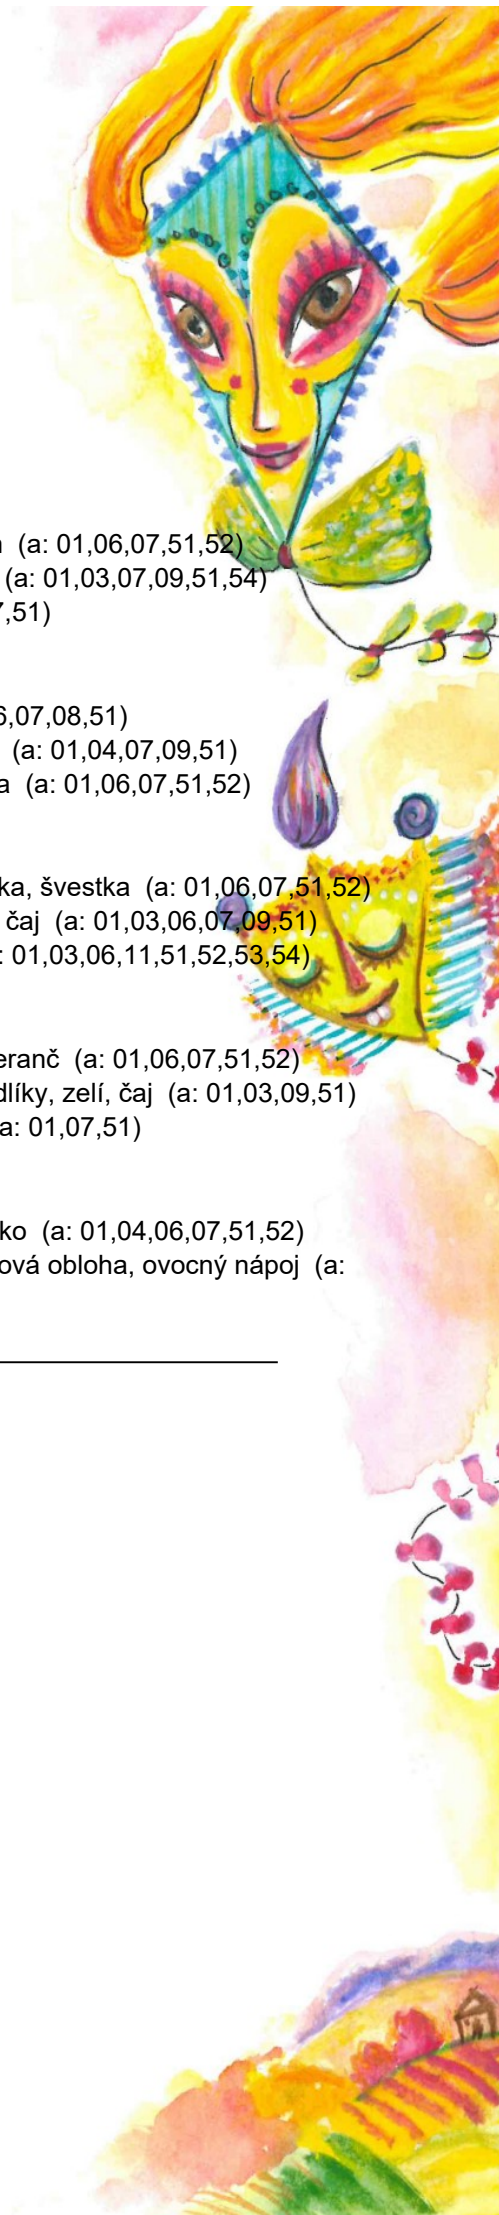 (a: 01,06,07,51,52)
(a: 01,03,07,09,51,54)
,51)
,07,08,51)
(a: 01,04,07,09,51)
a (a: 01,06,07,51,52)
ka, švestka (a: 01,06,07,51,52)
čaj (a: 01,03,06,07,09,51)
: 01,03,06,11,51,52,53,54)
eranč (a: 01,06,07,51,52)
dlíky, zelí, čaj (a: 01,03,09,51)
a: 01,07,51)
ko (a: 01,04,06,07,51,52)
ová obloha, ovocný nápoj (a: